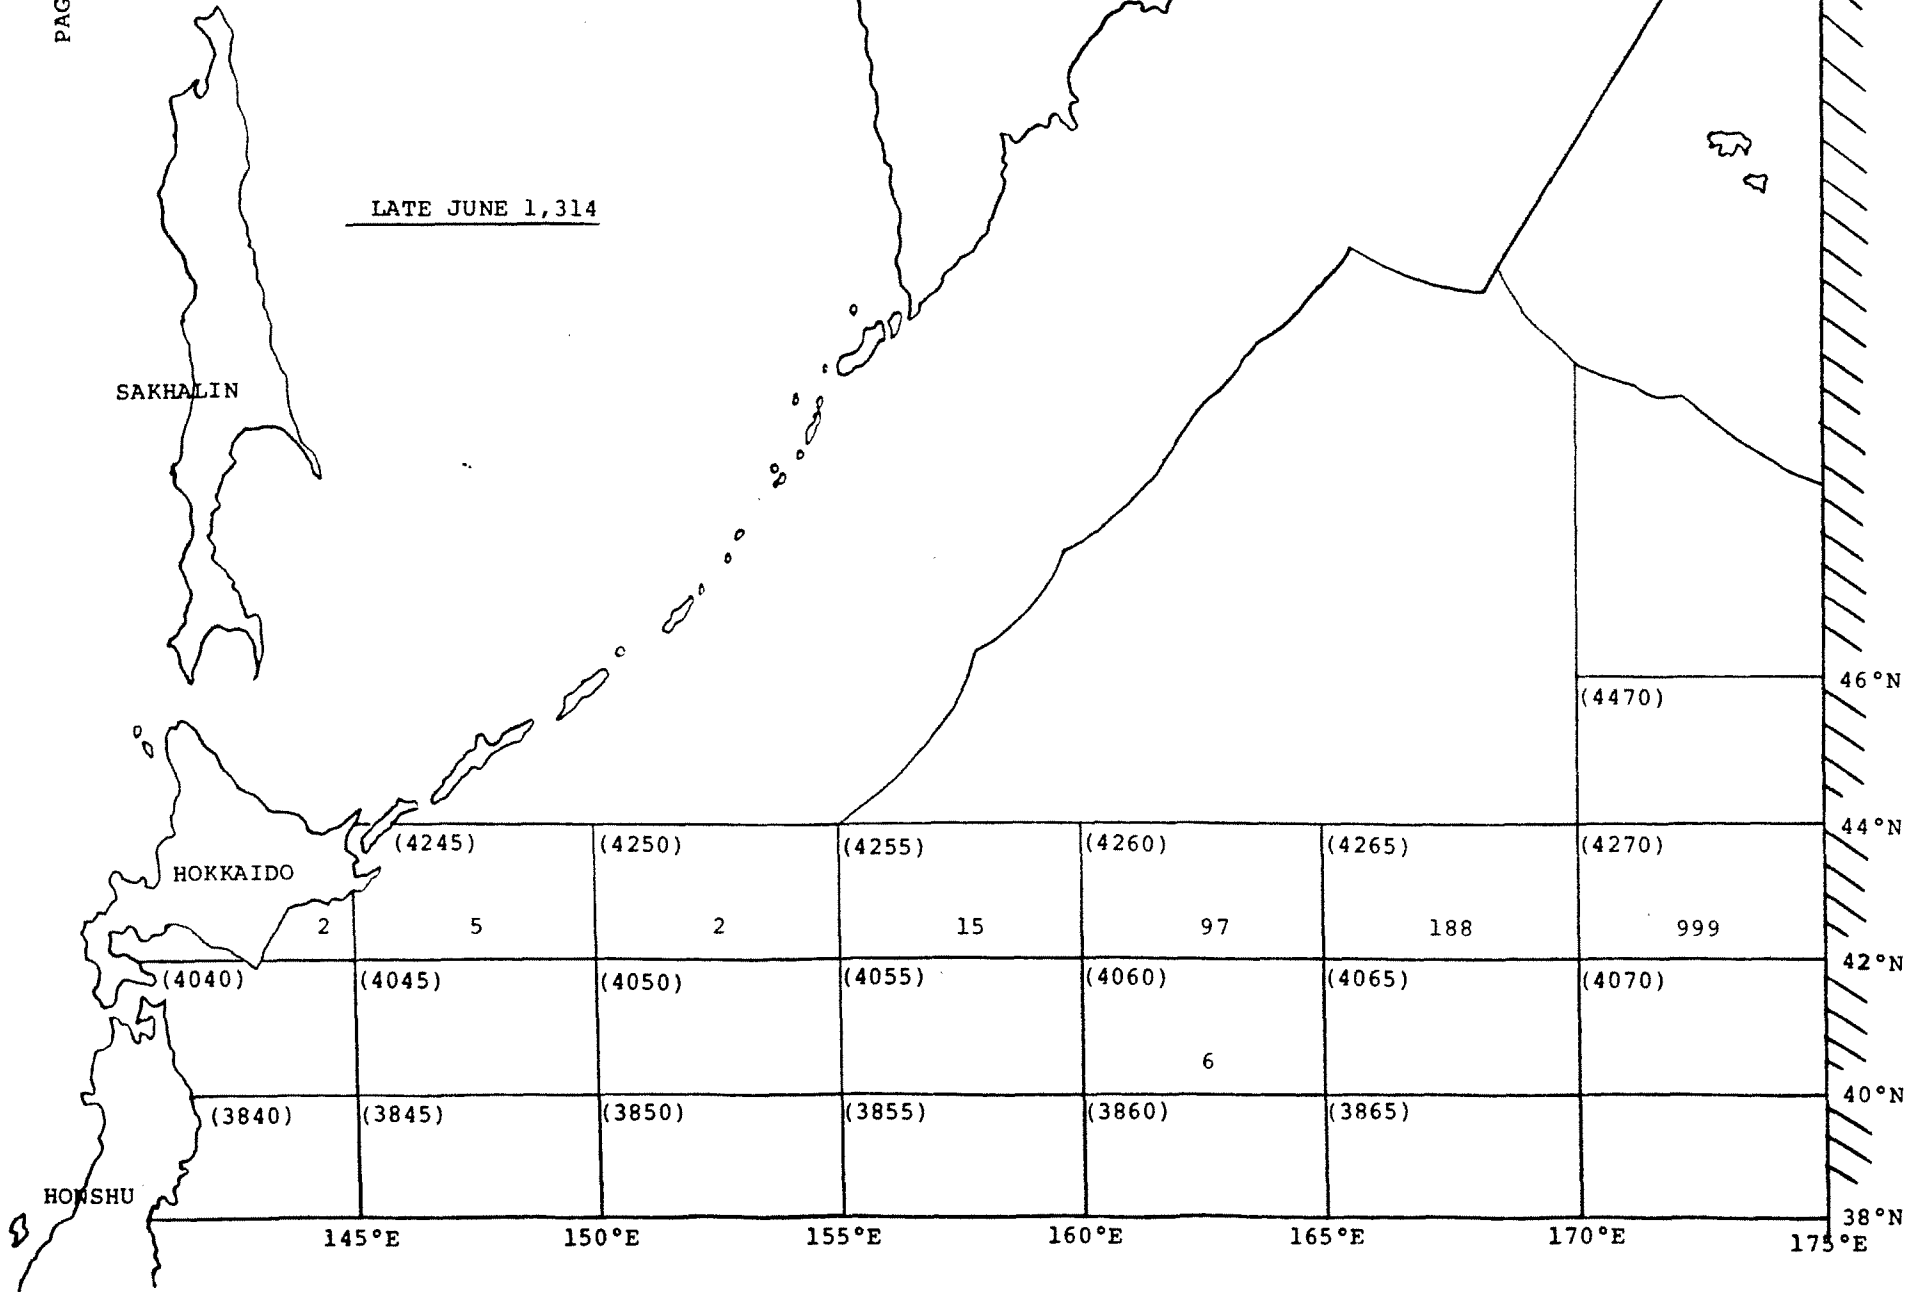 PAG
LATE JUNE 1,314
SAKHALIN
46°N
(4470)
44°N
(4245) (4250) (4255) (4260) (4265) (4270)
HOKKAIDO
2 5 2 15 97 188 999
42°N
(4040) (4045) (4050) (4055) (4060) (4065) (4070)
6
40°N
(3840) (3845) (3850) (3855) (3860) (3865)
HONSHU
38°N
145°E 150°E 155°E 160°E 165°E 170°E 175°E